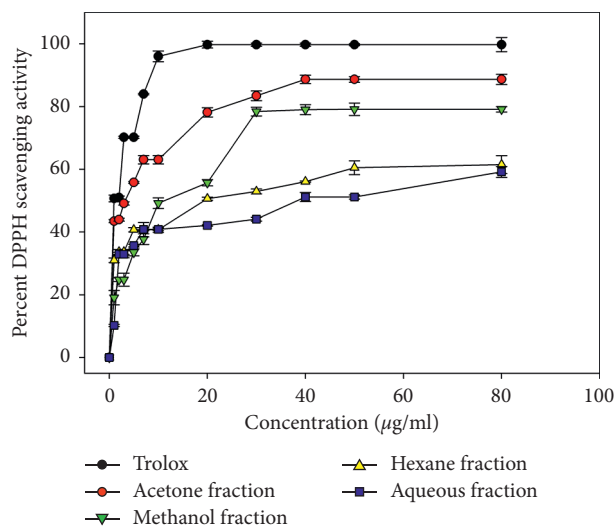 100
80
60
40
20
0
Percent DPPH scavenging activity
0 20 40 60 80 100
Concentration (μg/ml)
Trolox
Acetone fraction
Methanol fraction
Hexane fraction
Aqueous fraction